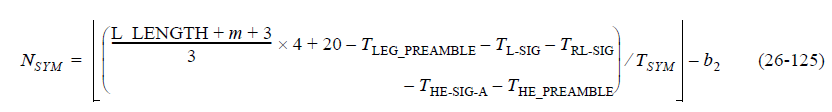 N_SYM = ⌊((L_LENGTH + m + 3)/3 × 4 + 20 – T_LEG_PREAMBLE – T_L-SIG – T_RL-SIG
– T_HE-SIG-A – T_HE_PREAMBLE) / T_SYM⌋ – b_2 (26-125)